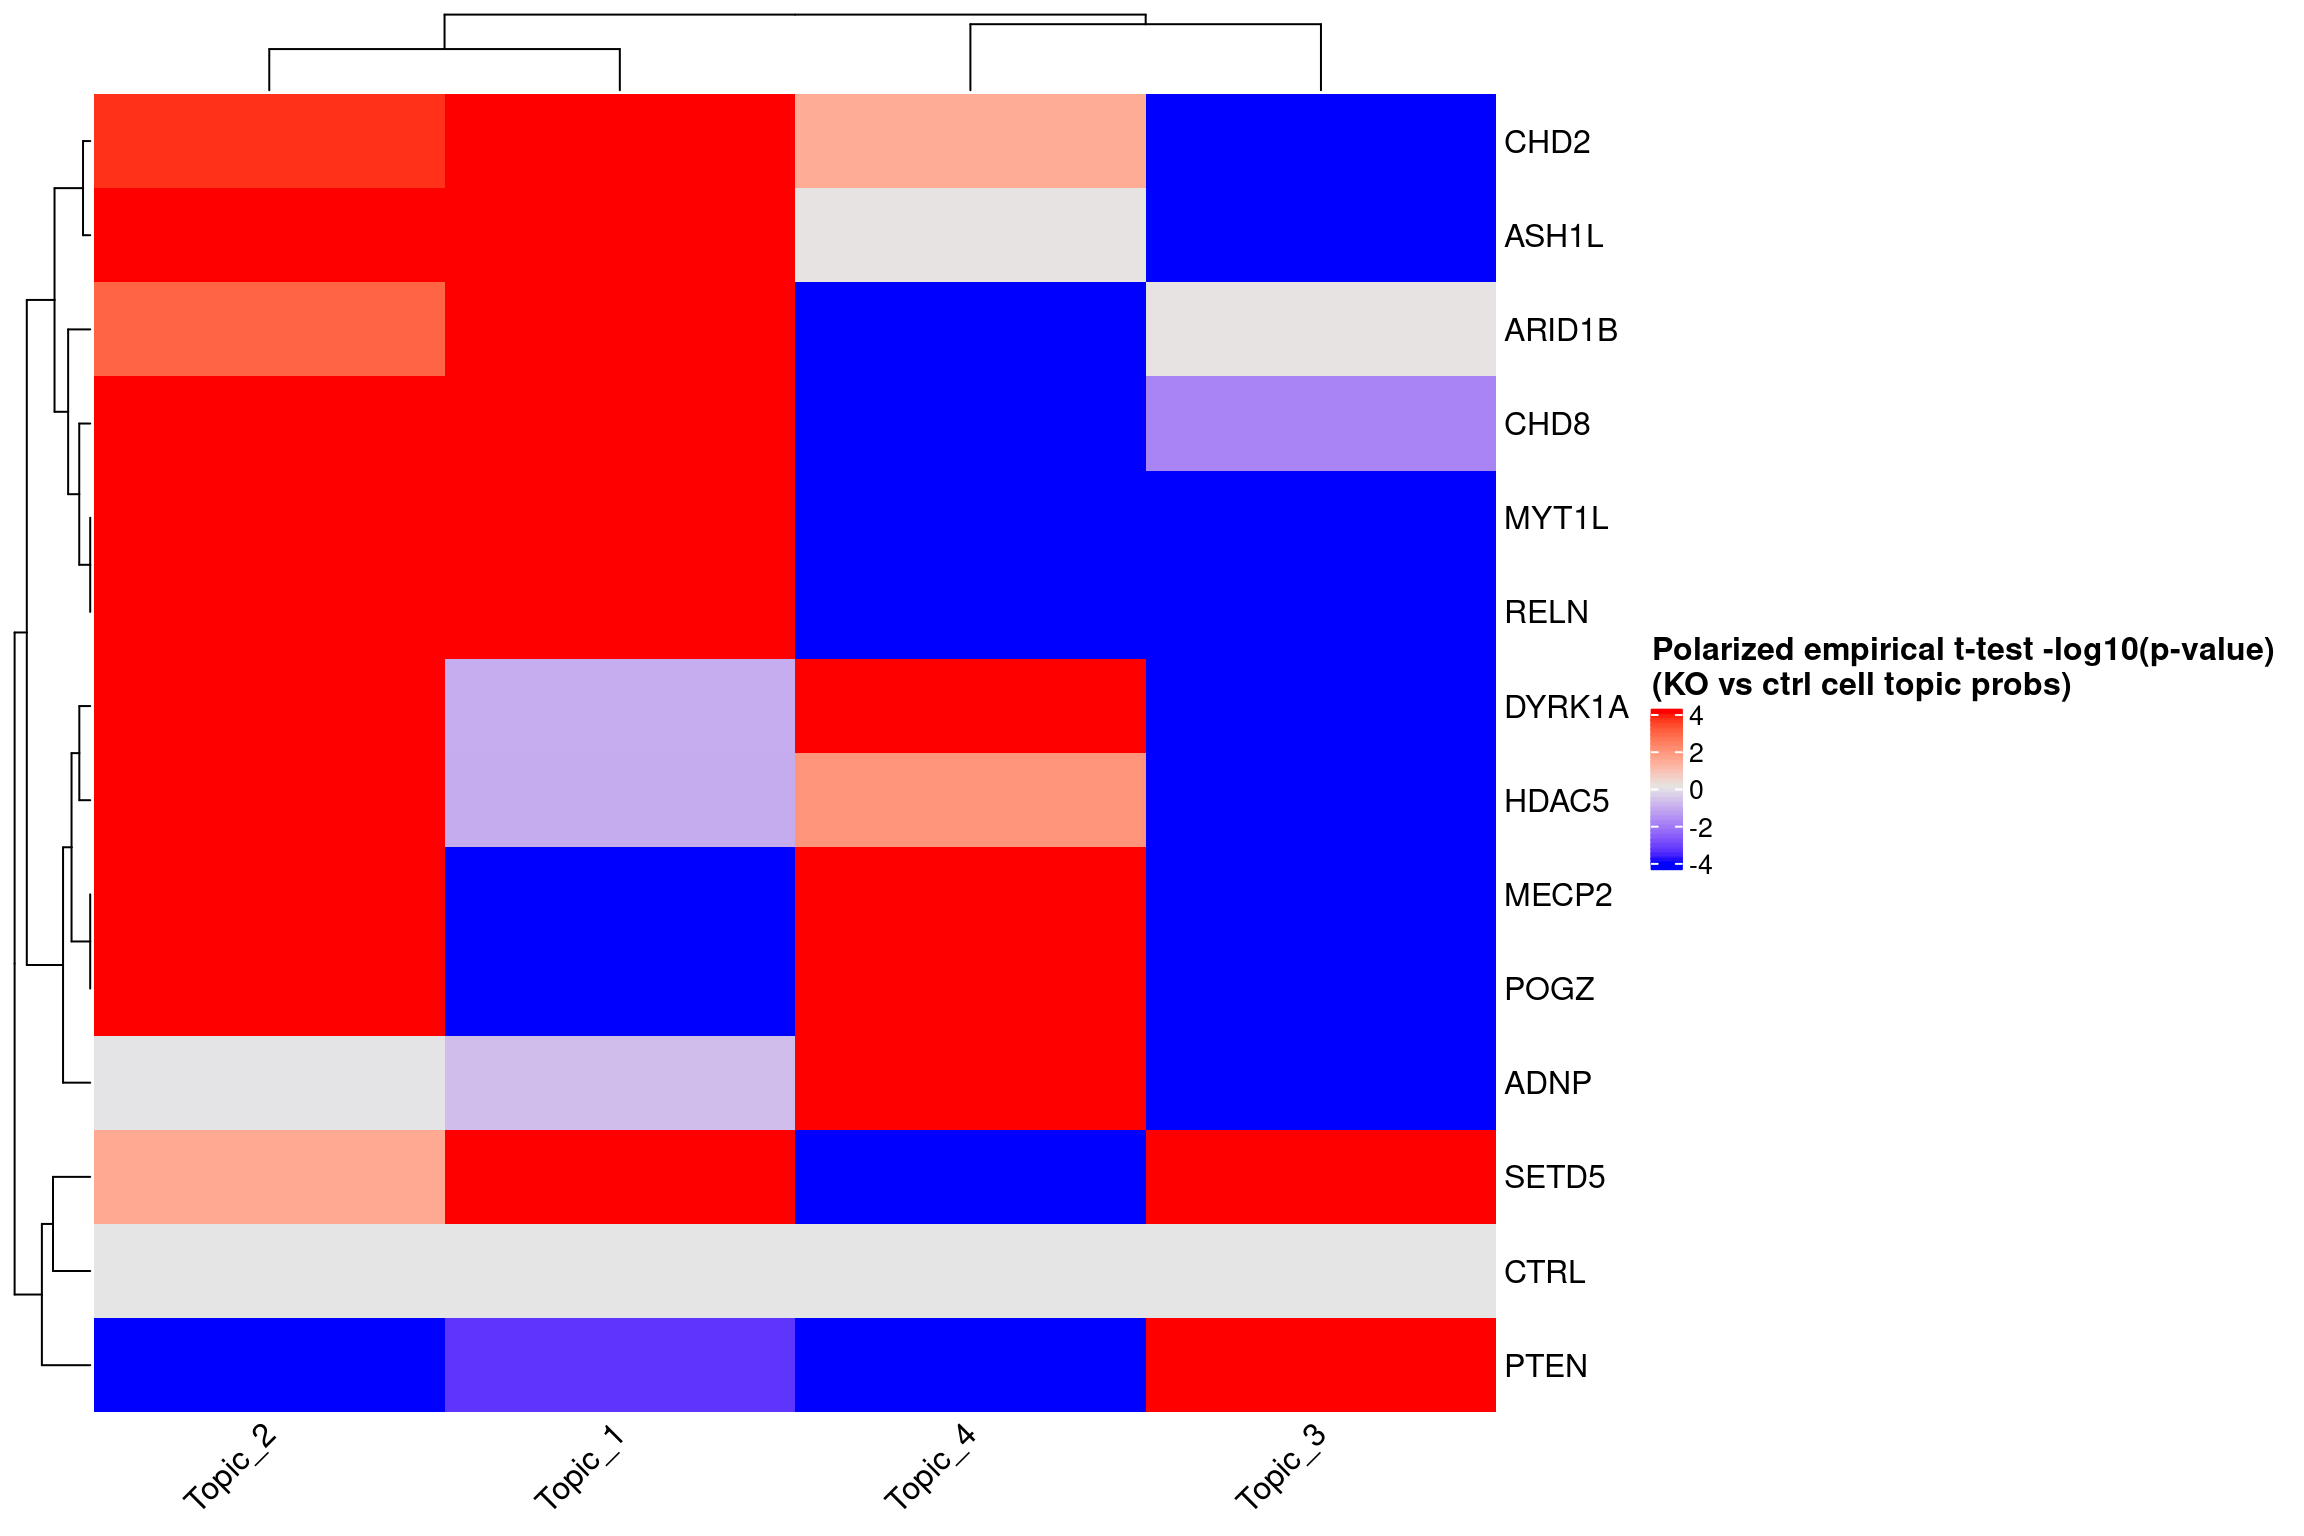 CHD2
ASH1L
ARID1B
CHD8
MYT1L
RELN
DYRK1A
HDAC5
MECP2
POGZ
ADNP
SETD5
CTRL
PTEN
Topic_2
Topic_1
Topic_4
Topic_3
Polarized empirical t-test -log10(p-value)
(KO vs ctrl cell topic probs)
4
2
0
-2
-4